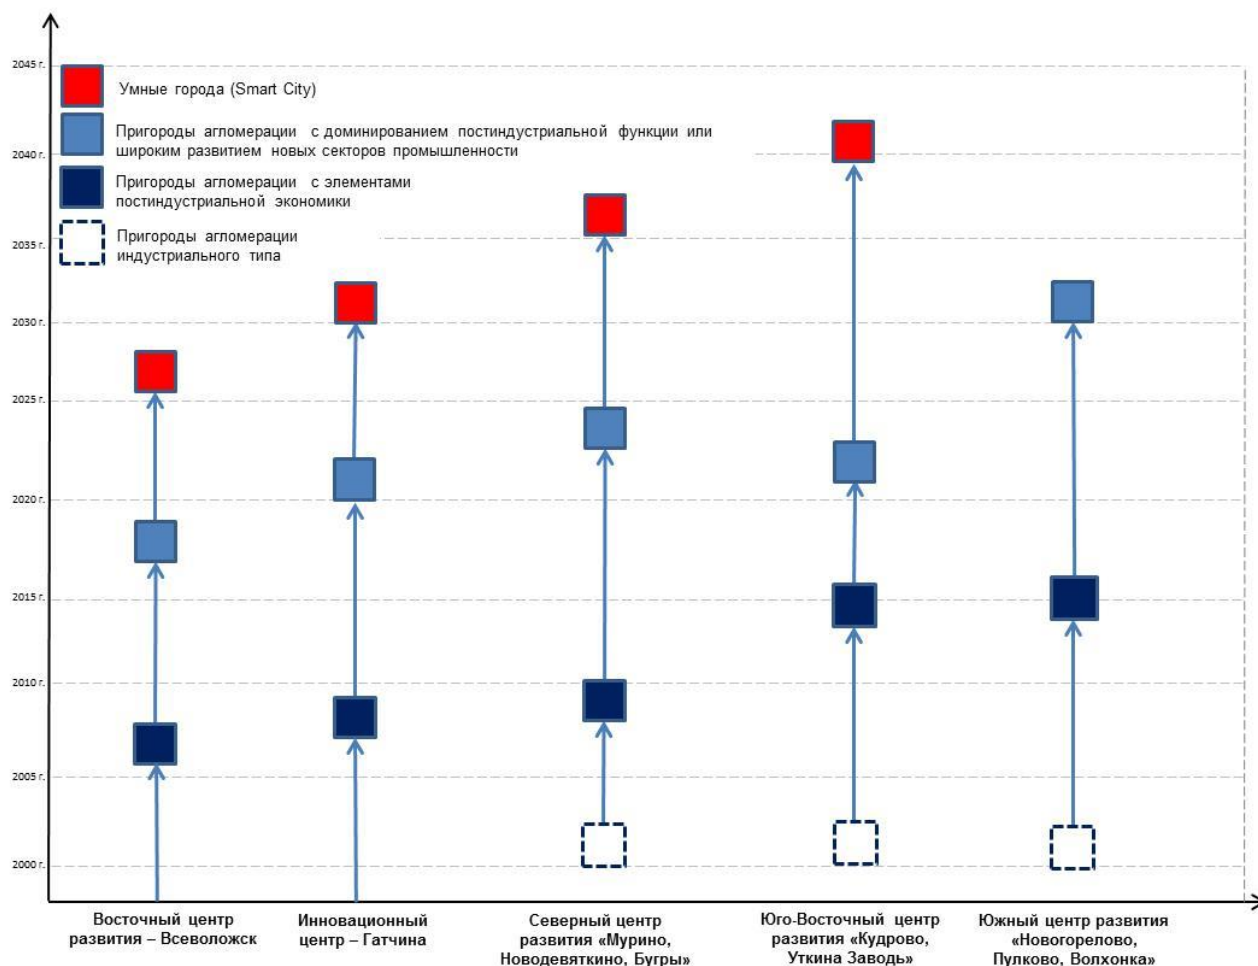 2045 г.
Умные города (Smart City)
Пригороды агломерации с доминированием постиндустриальной функции или
широким развитием новых секторов промышленности
2040 г.
Пригороды агломерации с элементами
постиндустриальной экономики
Пригороды агломерации
индустриального типа
2035 г.
2030 г.
2025 г.
2020 г.
2015 г.
2010 г.
2005 г.
2000 г.
Восточный центр
развития – Всеволожск
Инновационный
центр – Гатчина
Северный центр
развития «Мурино,
Новодевяткино, Бугры»
Юго-Восточный центр
развития «Кудрово,
Уткина Заводь»
Южный центр развития
«Новогорелово,
Пулково, Волхонка»